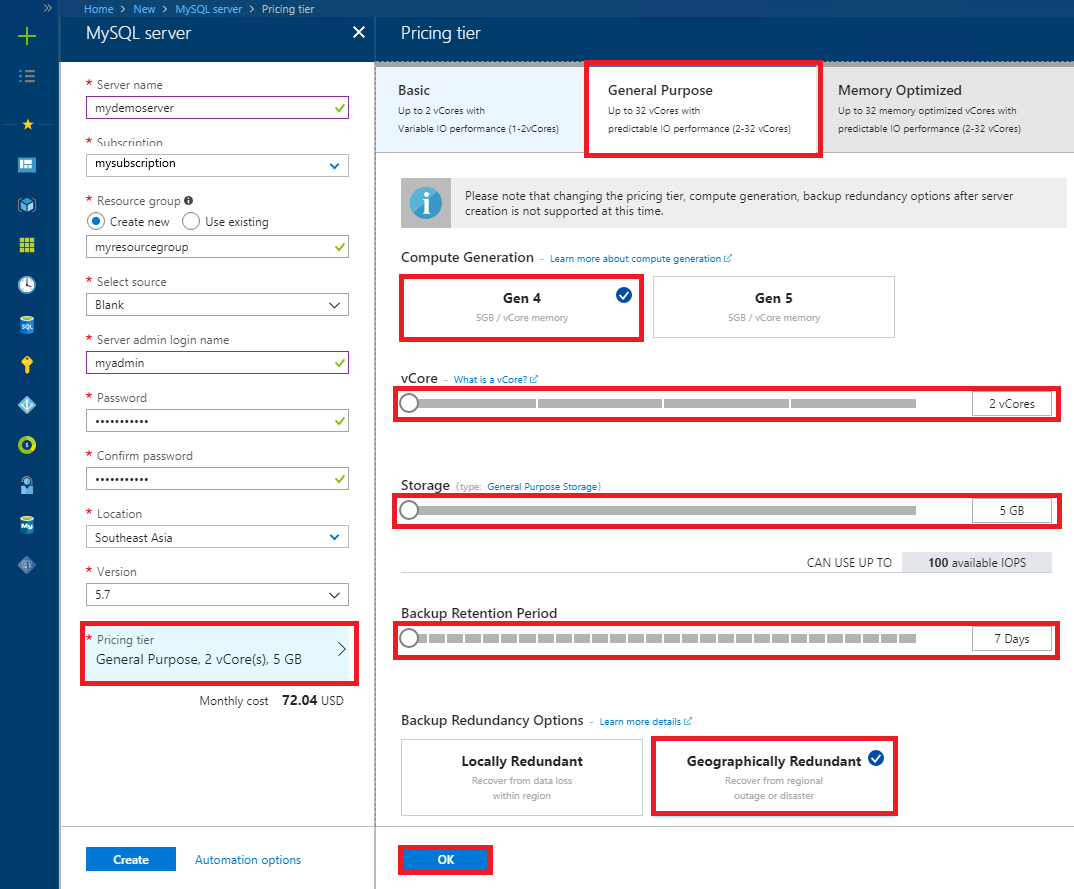 Home > New > MySQL server > Pricing tier
MySQL server
* Server name
mydemoserver
* Subscription
mysubscription
* Resource group
Create new
Use existing
myresourcegroup
* Select source
Blank
* Server admin login name
myadmin
* Password
•••••••••••
* Confirm password
•••••••••••
* Location
Southeast Asia
* Version
5.7
* Pricing tier
General Purpose, 2 vCore(s), 5 GB
Monthly cost 72.04 USD
Create
Automation options
Pricing tier
Basic
Up to 2 vCores with
Variable IO performance (1-2vCores)
General Purpose
Up to 32 vCores with
predictable IO performance (2-32 vCores)
Memory Optimized
Up to 32 memory optimized vCores with
predictable IO performance (2-32 vCores)
Please note that changing the pricing tier, compute generation, backup redundancy options after server
creation is not supported at this time.
Compute Generation - Learn more about compute generation
Gen 4
5GB / vCore memory
Gen 5
5GB / vCore memory
vCore - What is a vCore?
2 vCores
Storage (type: General Purpose Storage)
5 GB
CAN USE UP TO 100 available IOPS
Backup Retention Period
7 Days
Backup Redundancy Options - Learn more details
Locally Redundant
Recover from data loss
within region
Geographically Redundant
Recover from regional
outage or disaster
OK
SQL
My